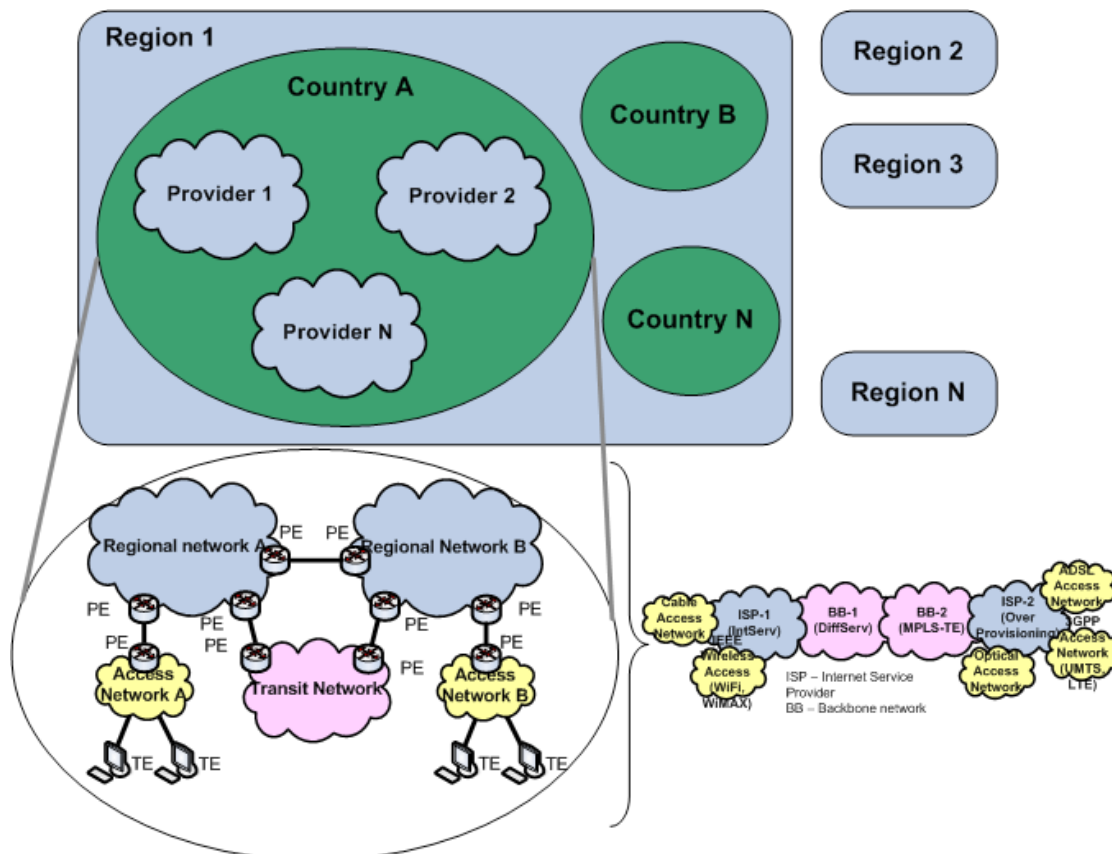 Region 1
Country A
Provider 1
Provider 2
Provider N
Country B
Country N
Region 2
Region 3
Region N
Regional network A
PE
PE
Regional Network B
PE
PE
PE
PE
PE
PE
PE
PE
Access
Network A
Transit Network
Access
Network B
TE
TE
TE
TE
Cable
Access
Network
IEEE
Wireless
Access
(WiFi,
WiMAX)
ISP-1
(IntServ)
BB-1
(DiffServ)
BB-2
(MPLS-TE)
ISP-2
(Over
Provisioning)
ADSL
Access
Network
3GPP
Access
Network
(UMTS,
LTE)
Optical
Access
Network
ISP – Internet Service
Provider
BB – Backbone network